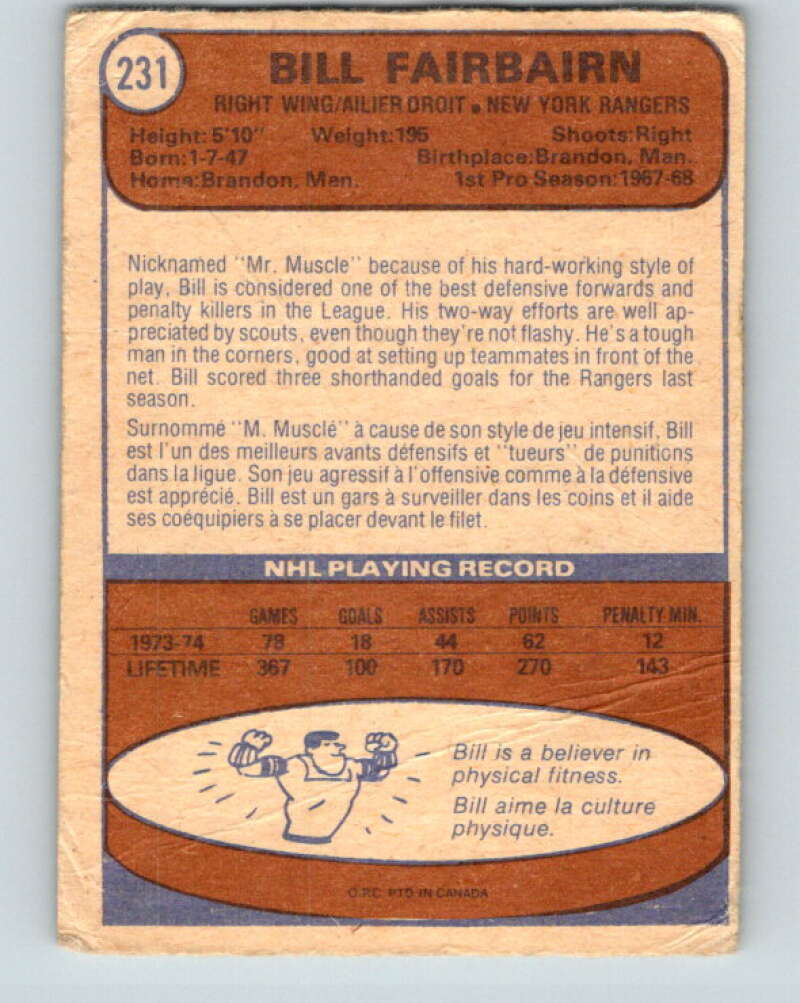 231
BILL FAIRBAIRN
RIGHT WING/AILIER DROIT • NEW YORK RANGERS
Height: 5'10" Weight: 195 Shoots: Right
Born: 1-7-47 Birthplace: Brandon, Man.
Home: Brandon, Man. 1st Pro Season: 1967-68
Nicknamed "Mr. Muscle" because of his hard-working style of
play, Bill is considered one of the best defensive forwards and
penalty killers in the League. His two-way efforts are well ap-
preciated by scouts, even though they're not flashy. He's a tough
man in the corners, good at setting up teammates in front of the
net. Bill scored three shorthanded goals for the Rangers last
season.
Surnommé "M. Musclé" à cause de son style de jeu intensif, Bill
est l'un des meilleurs avants défensifs et "tueurs" de punitions
dans la ligue. Son jeu agressif à l'offensive comme à la défensive
est apprécié. Bill est un gars à surveiller dans les coins et il aide
ses coéquipiers à se placer devant le filet.
NHL PLAYING RECORD
GAMES GOALS ASSISTS POINTS PENALTY MIN.
1973-74 78 18 44 62 12
LIFETIME 367 100 170 270 143
Bill is a believer in
physical fitness.
Bill aime la culture
physique.
O.P.C. PTD IN CANADA